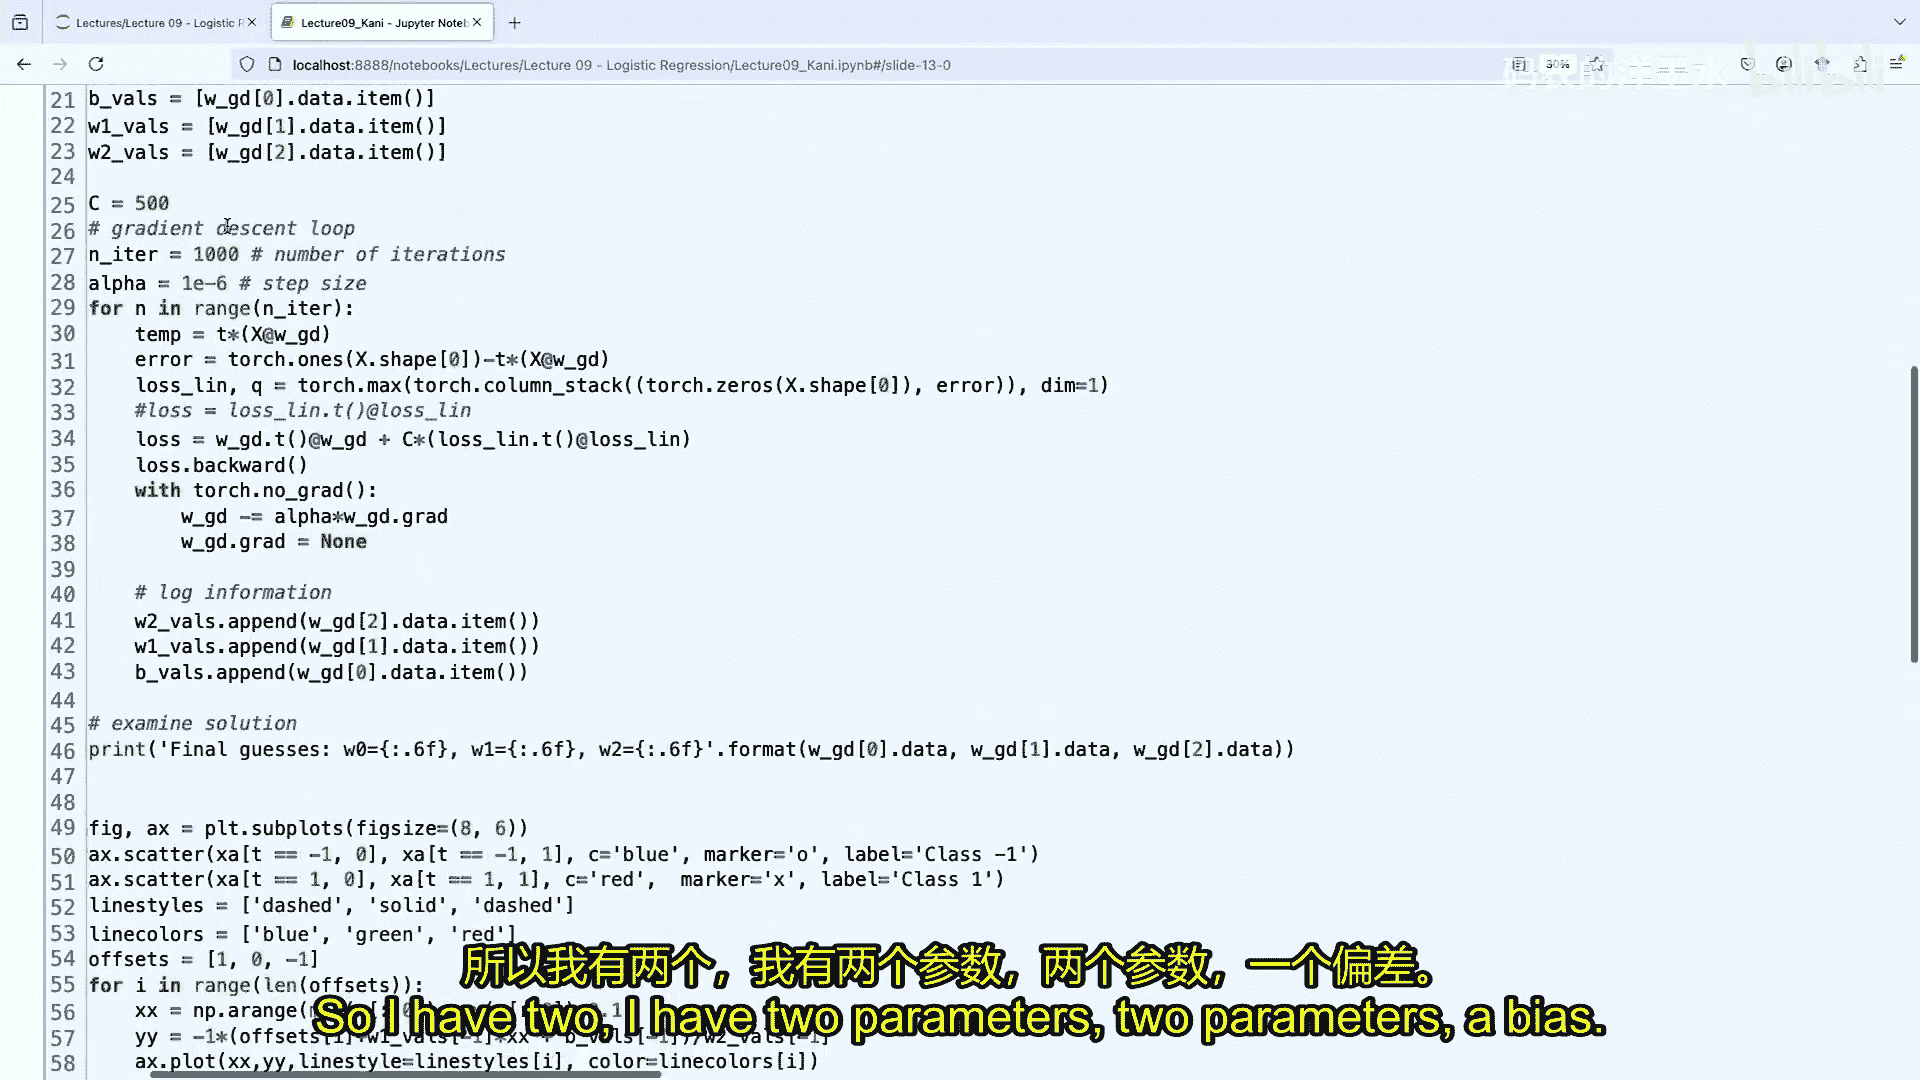 Lectures/Lecture 09 - Logistic R
Lecture09_Kani - Jupyter Noteb
localhost:8888/notebooks/Lectures/Lecture 09 - Logistic Regression/Lecture09_Kani.ipynb#/slide-13-0
80%
bilibili
21 b_vals = [w_gd[0].data.item()]
22 w1_vals = [w_gd[1].data.item()]
23 w2_vals = [w_gd[2].data.item()]
24
25 C = 500
26 # gradient descent loop
27 n_iter = 1000 # number of iterations
28 alpha = 1e-6 # step size
29 for n in range(n_iter):
30 temp = t*(X@w_gd)
31 error = torch.ones(X.shape[0])-t*(X@w_gd)
32 loss_lin, q = torch.max(torch.column_stack((torch.zeros(X.shape[0]), error)), dim=1)
33 #loss = loss_lin.t()@loss_lin
34 loss = w_gd.t()@w_gd + C*(loss_lin.t()@loss_lin)
35 loss.backward()
36 with torch.no_grad():
37 w_gd -= alpha*w_gd.grad
38 w_gd.grad = None
39
40 # log information
41 w2_vals.append(w_gd[2].data.item())
42 w1_vals.append(w_gd[1].data.item())
43 b_vals.append(w_gd[0].data.item())
44
45 # examine solution
46 print('Final guesses: w0={:.6f}, w1={:.6f}, w2={:.6f}'.format(w_gd[0].data, w_gd[1].data, w_gd[2].data))
47
48
49 fig, ax = plt.subplots(figsize=(8, 6))
50 ax.scatter(xa[t == -1, 0], xa[t == -1, 1], c='blue', marker='o', label='Class -1')
51 ax.scatter(xa[t == 1, 0], xa[t == 1, 1], c='red', marker='x', label='Class 1')
52 linestyles = ['dashed', 'solid', 'dashed']
53 linecolors = ['blue', 'green', 'red']
54 offsets = [1, 0, -1]
55 for i in range(len(offsets)):
56 xx = np.arange(
57 yy = -1*(offsets[i]+w1_vals[-1]*xx + b_vals[-1])/w2_vals[-1]
58 ax.plot(xx,yy,linestyle=linestyles[i], color=linecolors[i])
所以我有两个，我有两个参数，两个参数，一个偏差。
So I have two, I have two parameters, two parameters, a bias.